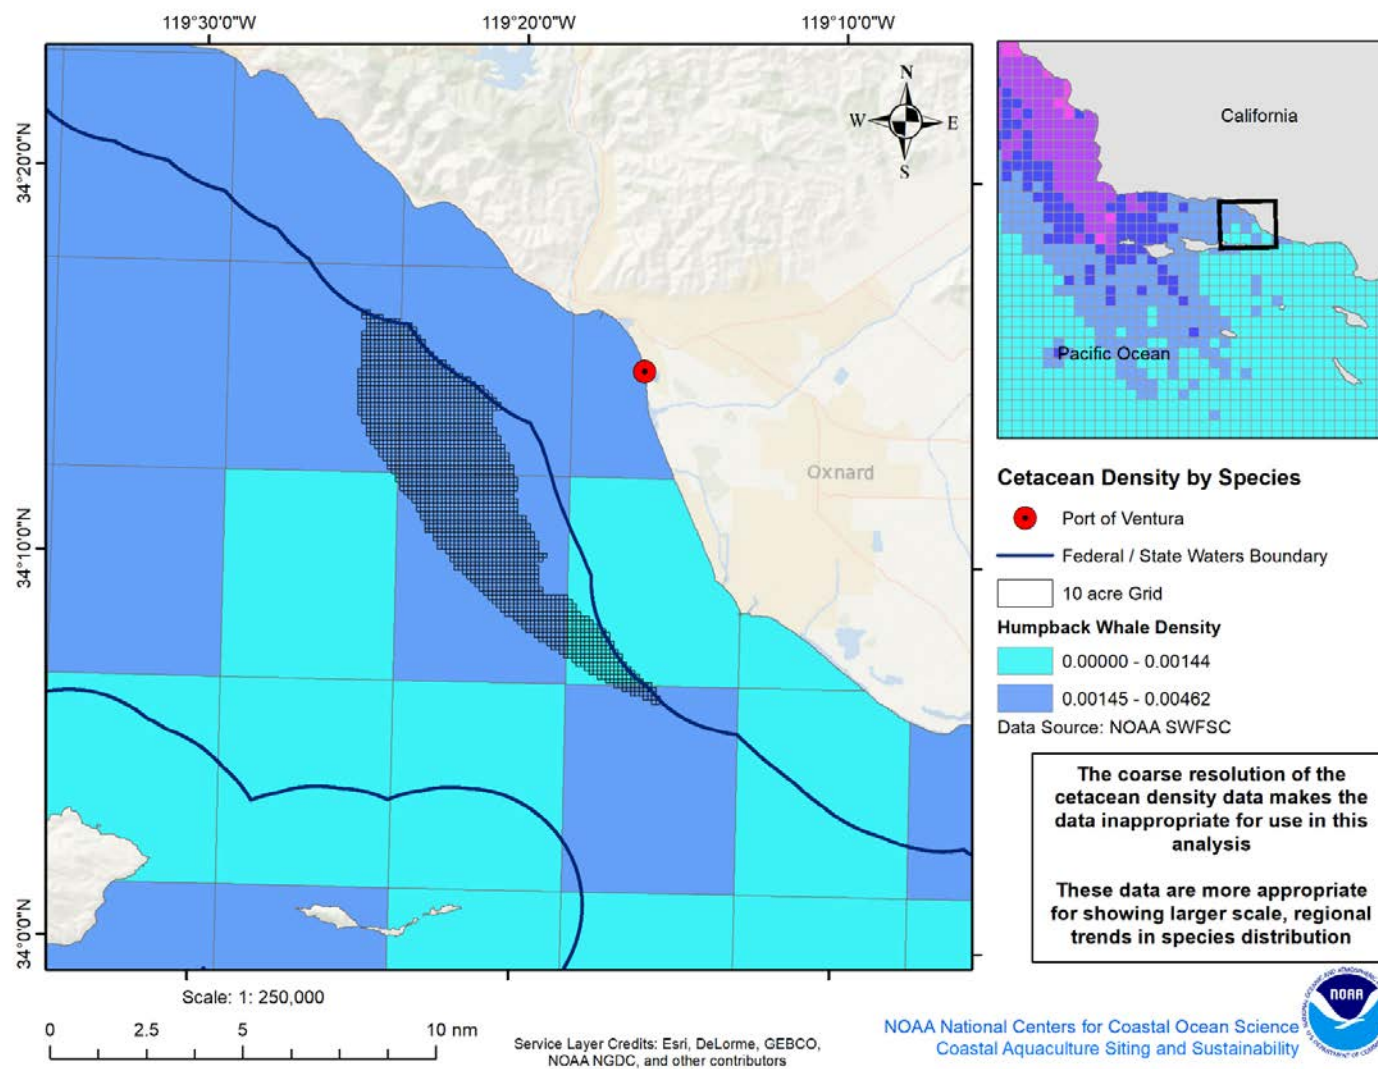 119°30'0"W
119°20'0"W
119°10'0"W
34°20'0"N
34°10'0"N
34°0'0"N
N
W
E
S
Oxnard
California
Pacific Ocean
Cetacean Density by Species
Port of Ventura
Federal / State Waters Boundary
10 acre Grid
Humpback Whale Density
0.00000 - 0.00144
0.00145 - 0.00462
Data Source: NOAA SWFSC
The coarse resolution of the
cetacean density data makes the
data inappropriate for use in this
analysis
These data are more appropriate
for showing larger scale, regional
trends in species distribution
Scale: 1: 250,000
0 2.5 5 10 nm
Service Layer Credits: Esri, DeLorme, GEBCO,
NOAA NGDC, and other contributors
NOAA National Centers for Coastal Ocean Science
Coastal Aquaculture Siting and Sustainability
NOAA